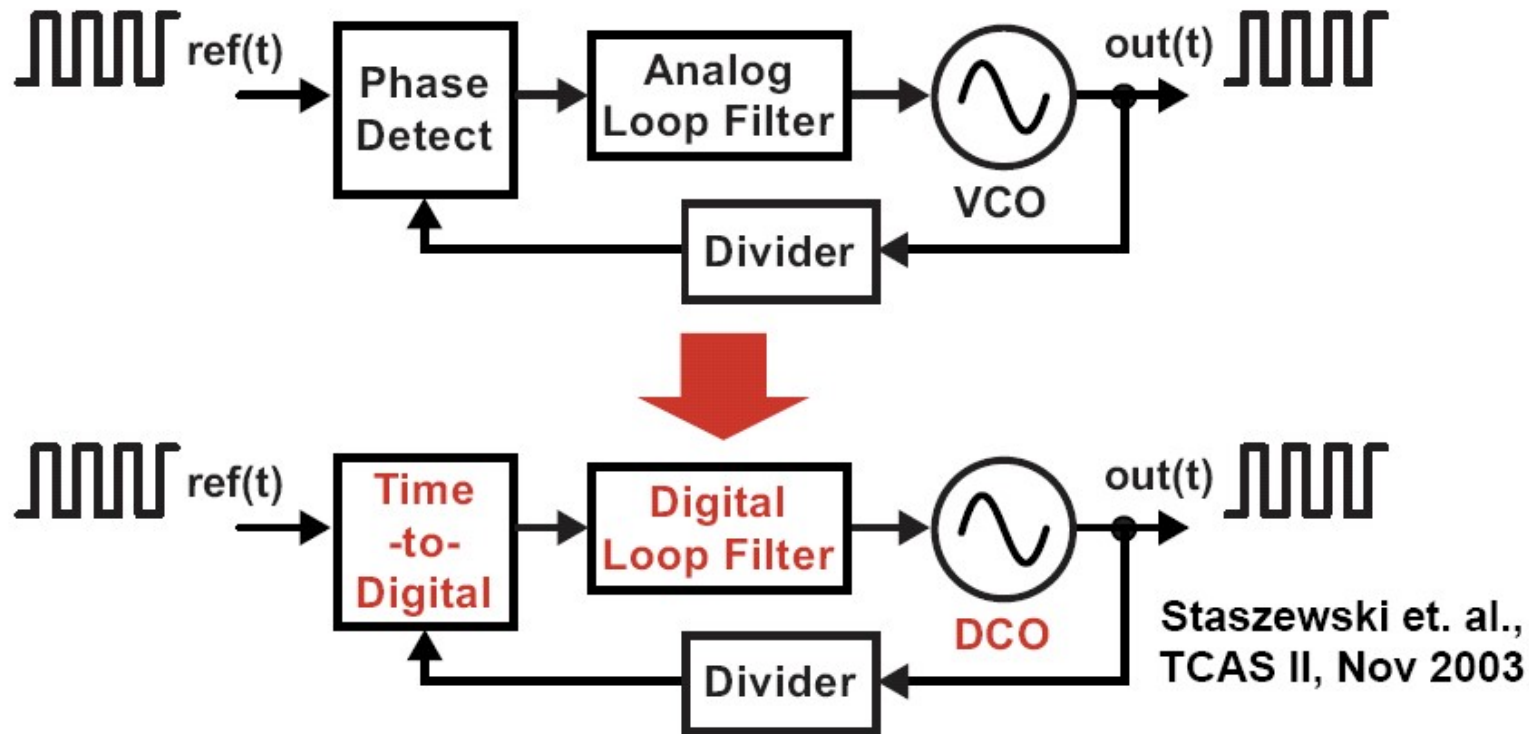 ref(t)
Phase
Detect
Analog
Loop Filter
VCO
out(t)
Divider
ref(t)
Time
-to-
Digital
Digital
Loop Filter
DCO
out(t)
Divider
Staszewski et. al.,
TCAS II, Nov 2003